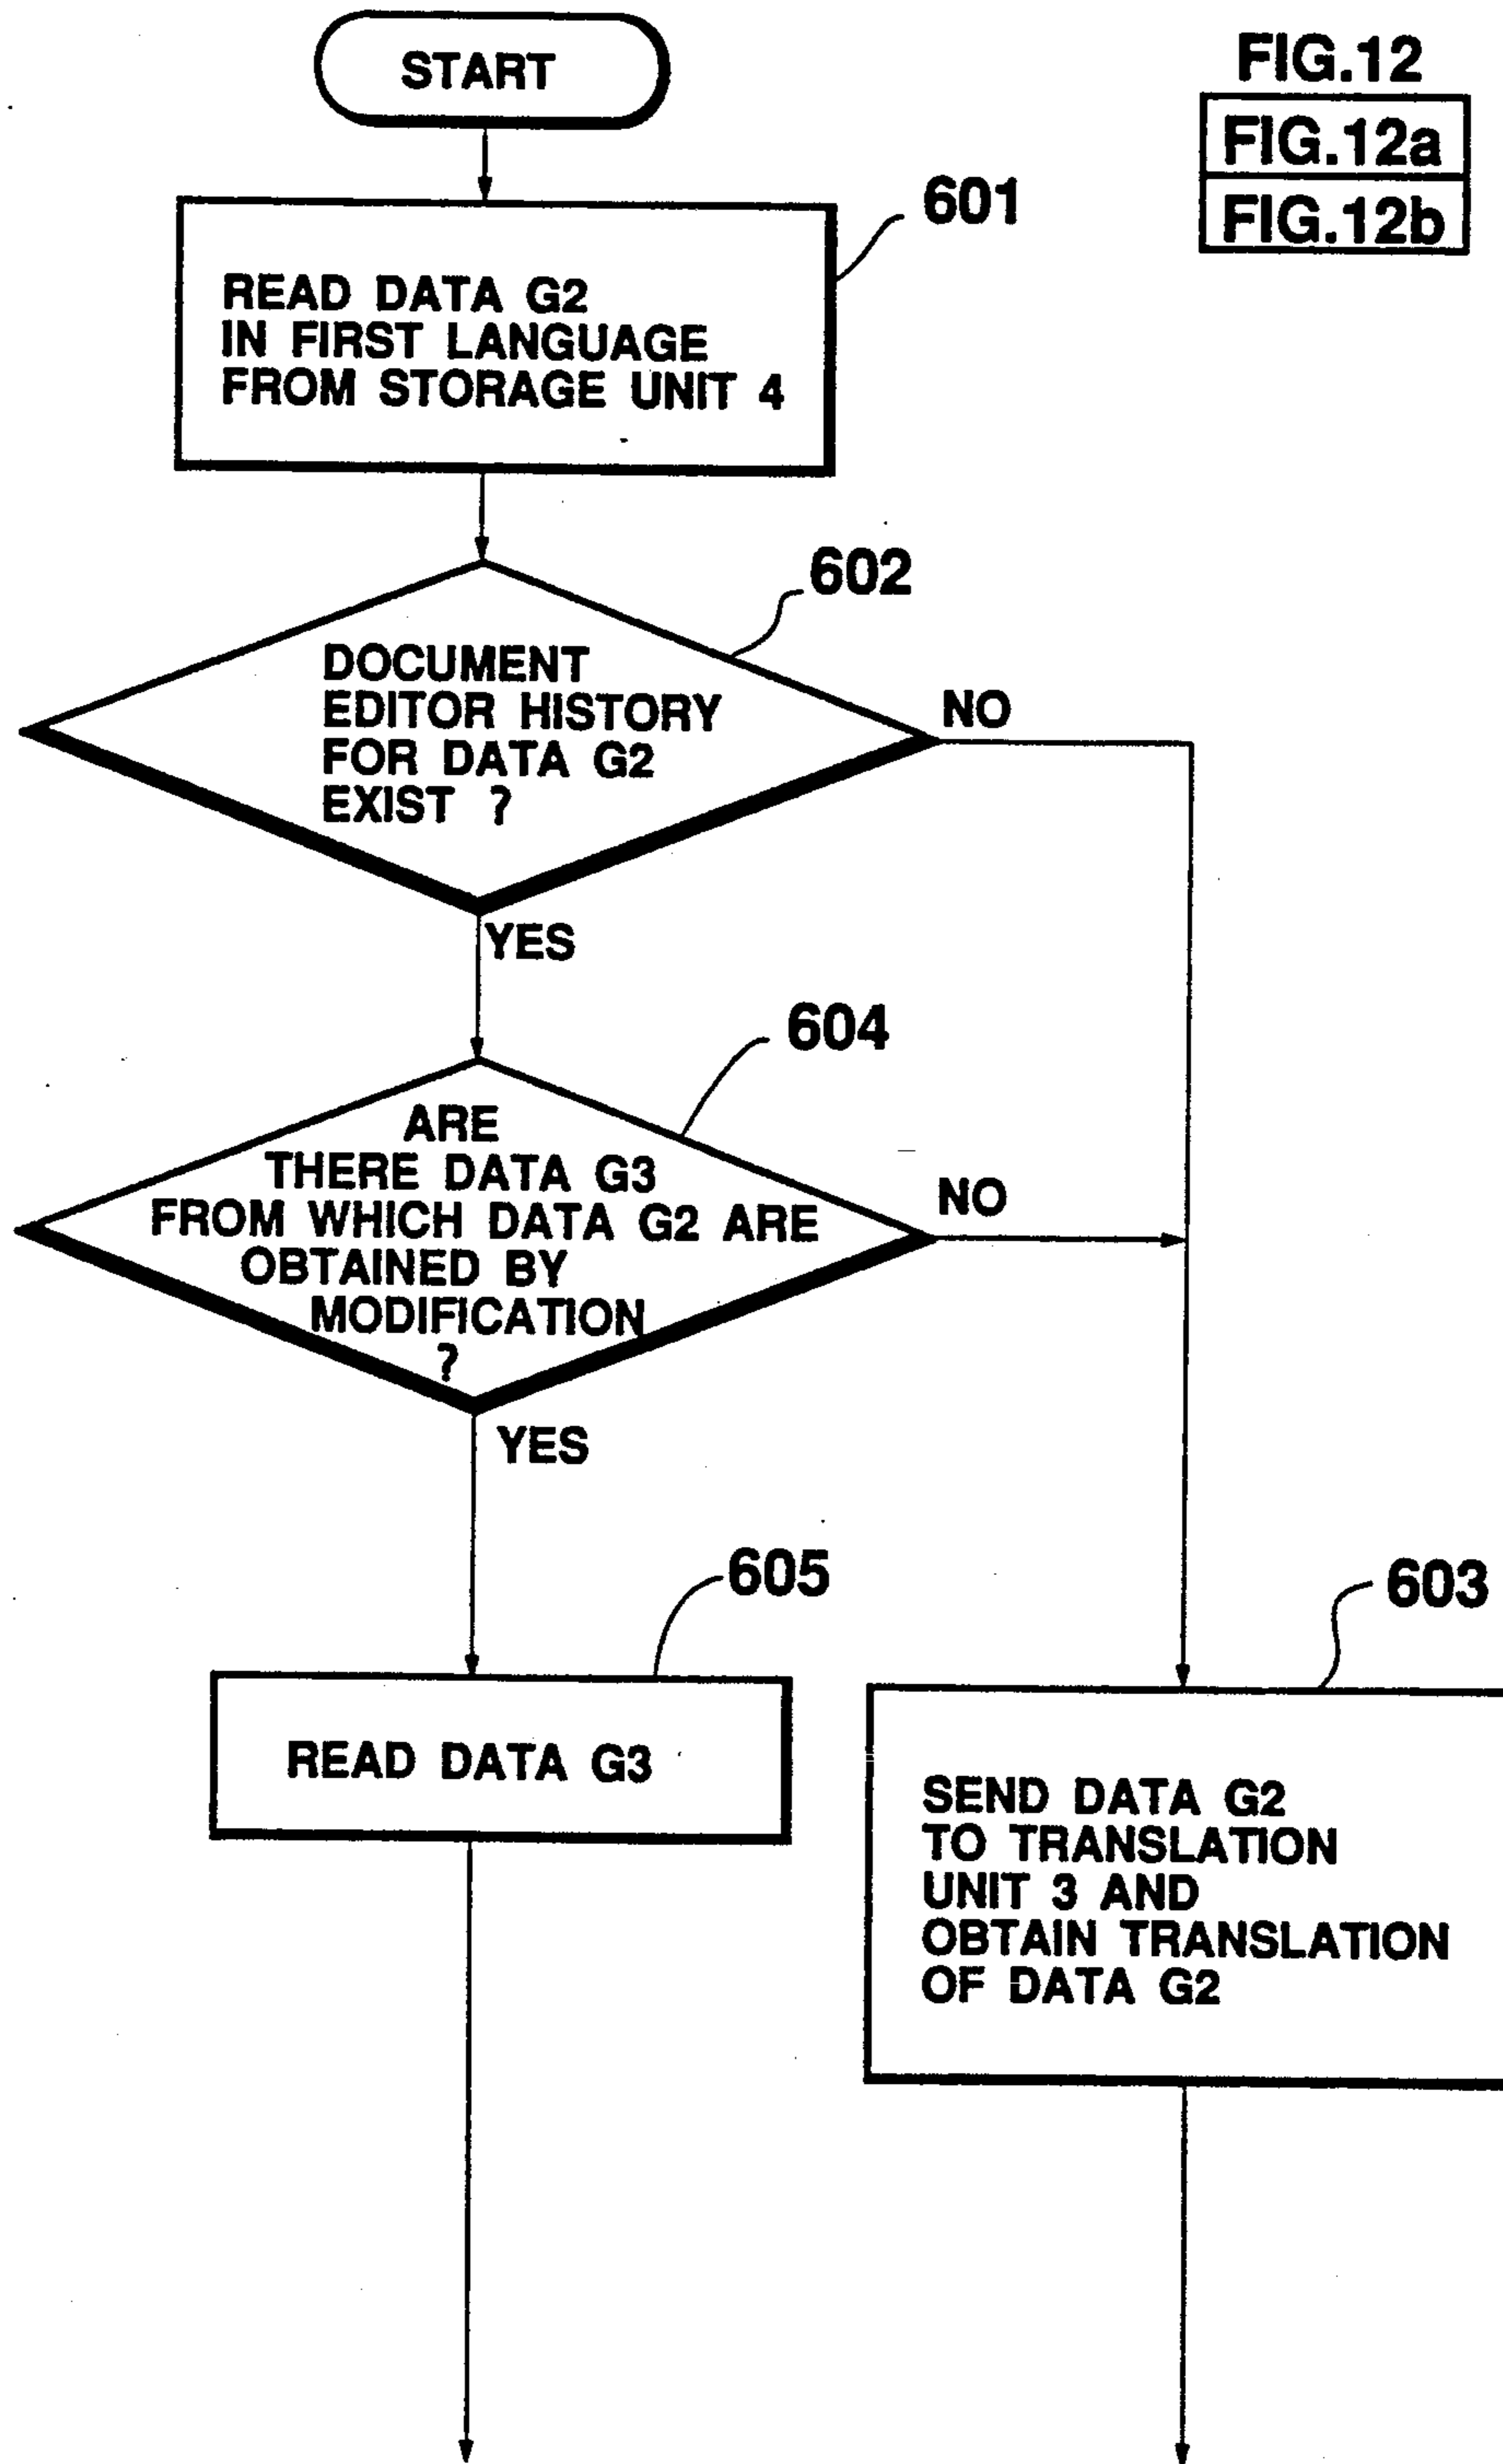 START
FIG.12
FIG.12a
FIG.12b
601
READ DATA G2
IN FIRST LANGUAGE
FROM STORAGE UNIT 4
602
DOCUMENT
EDITOR HISTORY
FOR DATA G2
EXIST ?
NO
YES
604
ARE
THERE DATA G3
FROM WHICH DATA G2 ARE
OBTAINED BY
MODIFICATION
?
NO
YES
605
READ DATA G3
603
SEND DATA G2
TO TRANSLATION
UNIT 3 AND
OBTAIN TRANSLATION
OF DATA G2